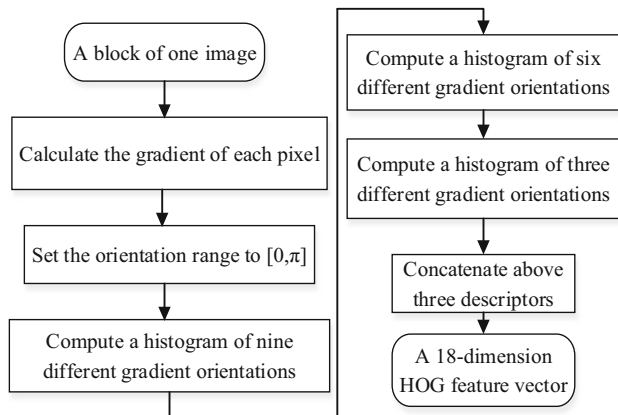 A block of one image
Calculate the gradient of each pixel
Set the orientation range to [0,π]
Compute a histogram of nine
different gradient orientations
Compute a histogram of six
different gradient orientations
Compute a histogram of three
different gradient orientations
Concatenate above
three descriptors
A 18-dimension
HOG feature vector